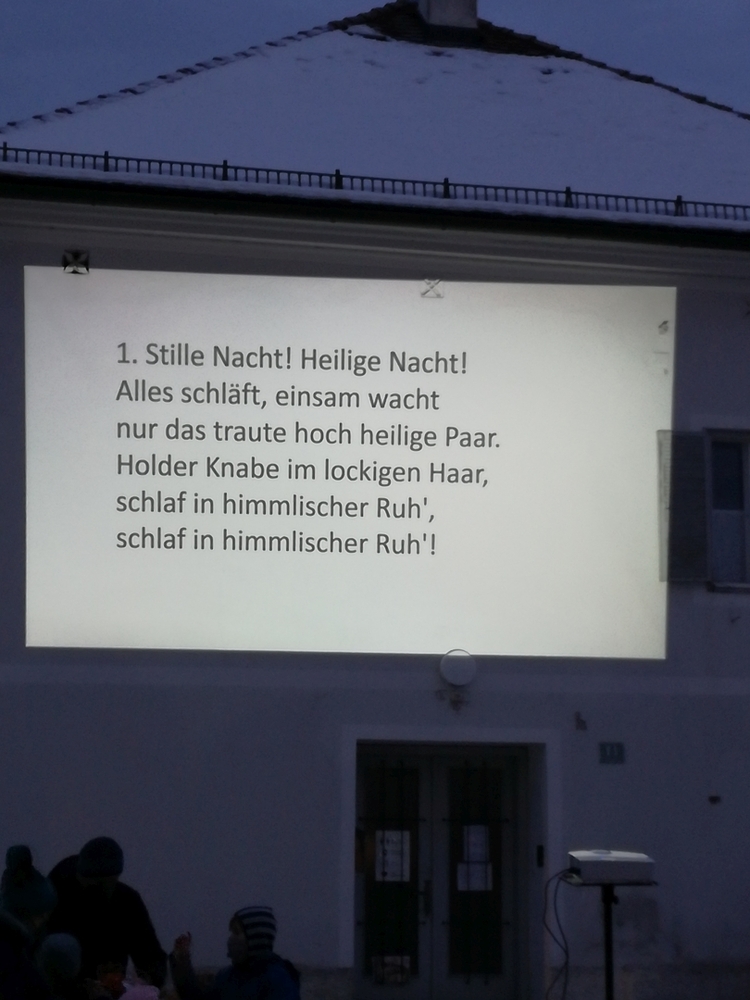 1. Stille Nacht! Heilige Nacht!
Alles schläft, einsam wacht
nur das traute hoch heilige Paar.
Holder Knabe im lockigen Haar,
schlaf in himmlischer Ruh',
schlaf in himmlischer Ruh'!